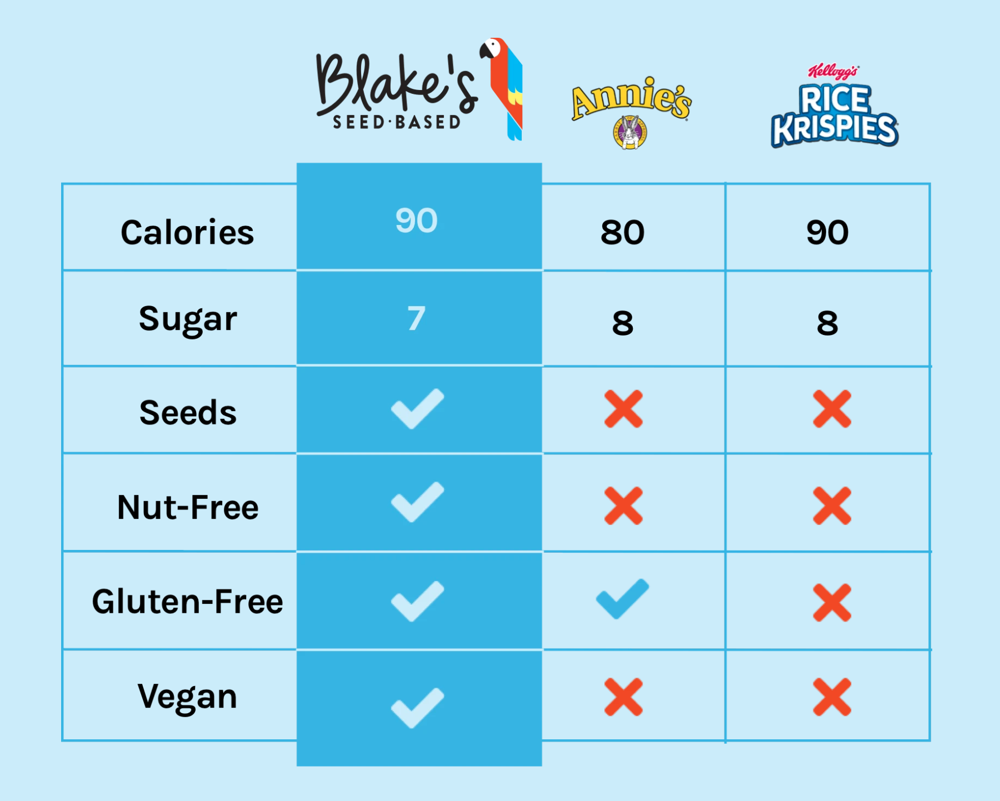 Blake's
SEED·BASED
Annie's
Kellogg's
RICE
KRISPIES
Calories 90 80 90
Sugar 7 8 8
Seeds
Nut-Free
Gluten-Free
Vegan